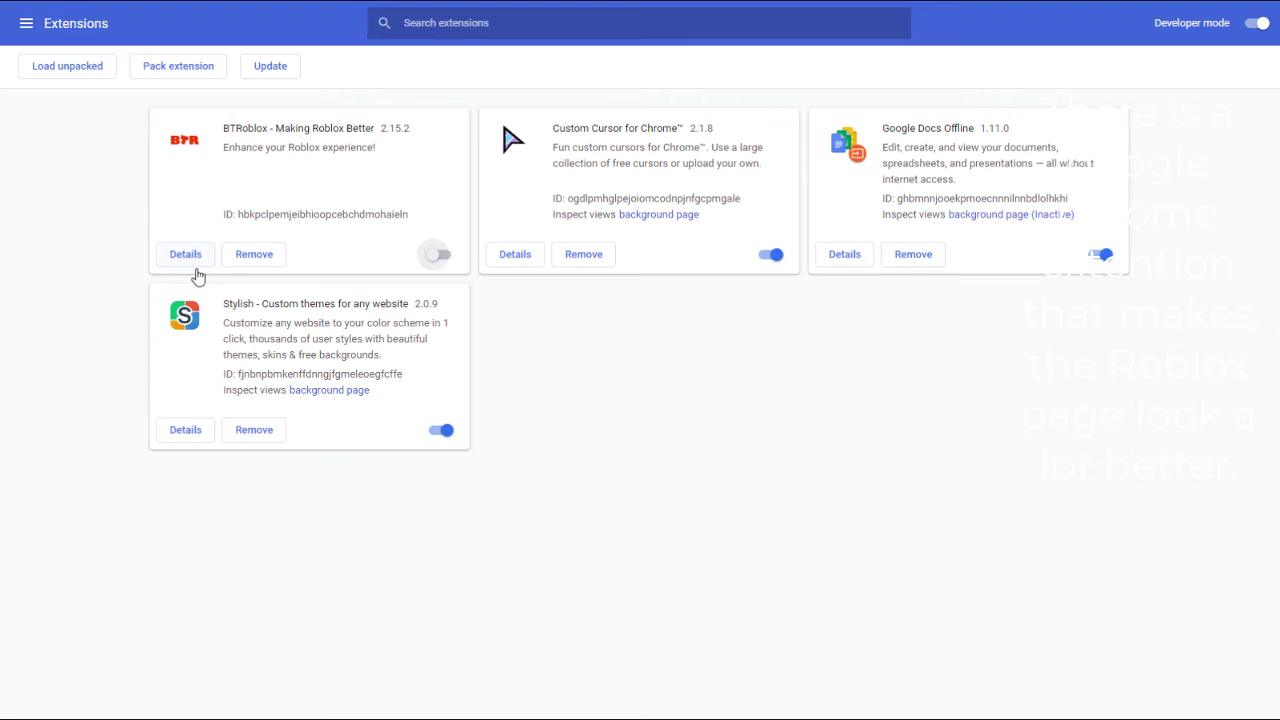 Extensions
Search extensions
Developer mode
Load unpacked
Pack extension
Update
BTR
BTRoblox - Making Roblox Better 2.15.2
Enhance your Roblox experience!
ID: hbkpclpemjeibhioopcebchdmohaieln
Details
Remove
Custom Cursor for Chrome™ 2.1.8
Fun custom cursors for Chrome™. Use a large
collection of free cursors or upload your own.
ID: ogdlpmhglpejoiomcodnpjnfgcpmgale
Inspect views background page
Details
Remove
Google Docs Offline 1.11.0
Edit, create, and view your documents,
spreadsheets, and presentations — all without
internet access.
ID: ghbmnnjooekpmoecnnnilnnbdlolhkhi
Inspect views background page (Inactive)
Details
Remove
S
Stylish - Custom themes for any website 2.0.9
Customize any website to your color scheme in 1
click, thousands of user styles with beautiful
themes, skins & free backgrounds.
ID: fjnbnpbmkenffdnngjfgmeleoegfcffe
Inspect views background page
Details
Remove
There is a
ogle
ome
extention
that makes
the Roblox
page look a
lot better.